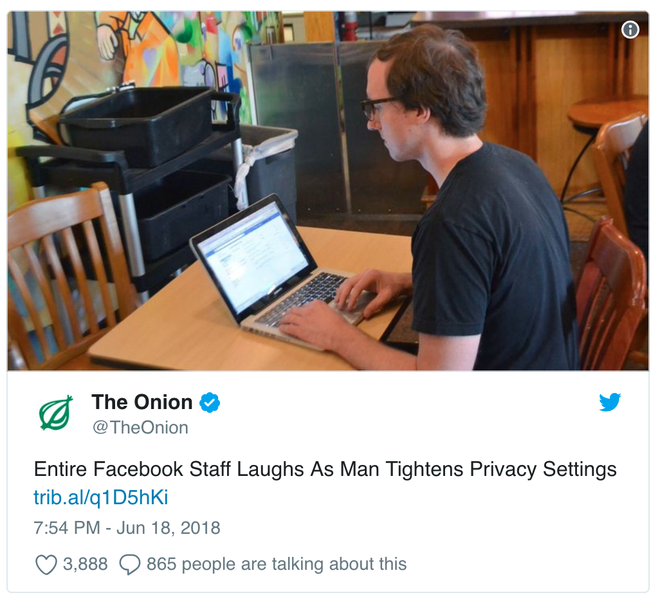 The Onion
@TheOnion
Entire Facebook Staff Laughs As Man Tightens Privacy Settings
trib.al/q1D5hKi
7:54 PM - Jun 18, 2018
3,888 865 people are talking about this